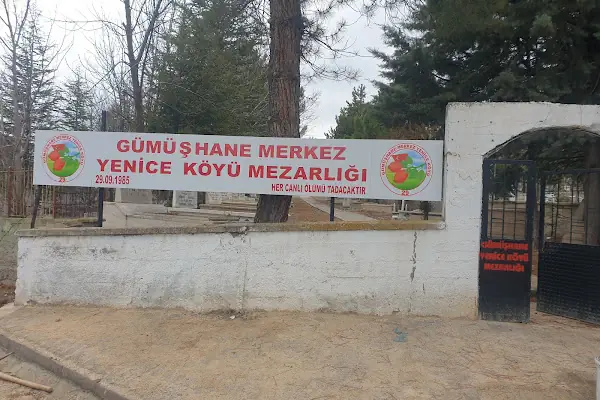 GÜMÜŞHANE MERKEZ
YENİCE KÖYÜ MEZARLIĞI
29.09.1985
HER CANLI ÖLÜMÜ TADACAKTIR
GÜMÜŞHANE
YENİCE KÖYÜ
MEZARLIĞI